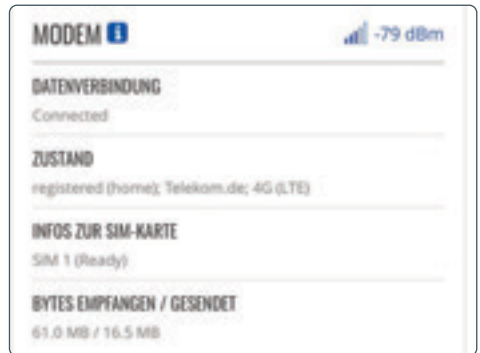 MODEM i -79 dBm
DATENVERBINDUNG
Connected
ZUSTAND
registered (home); Telekom.de; 4G (LTE)
INFOS ZUR SIM-KARTE
SIM 1 (Ready)
BYTES EMPFANGEN / GESENDET
61.0 MB / 16.5 MB